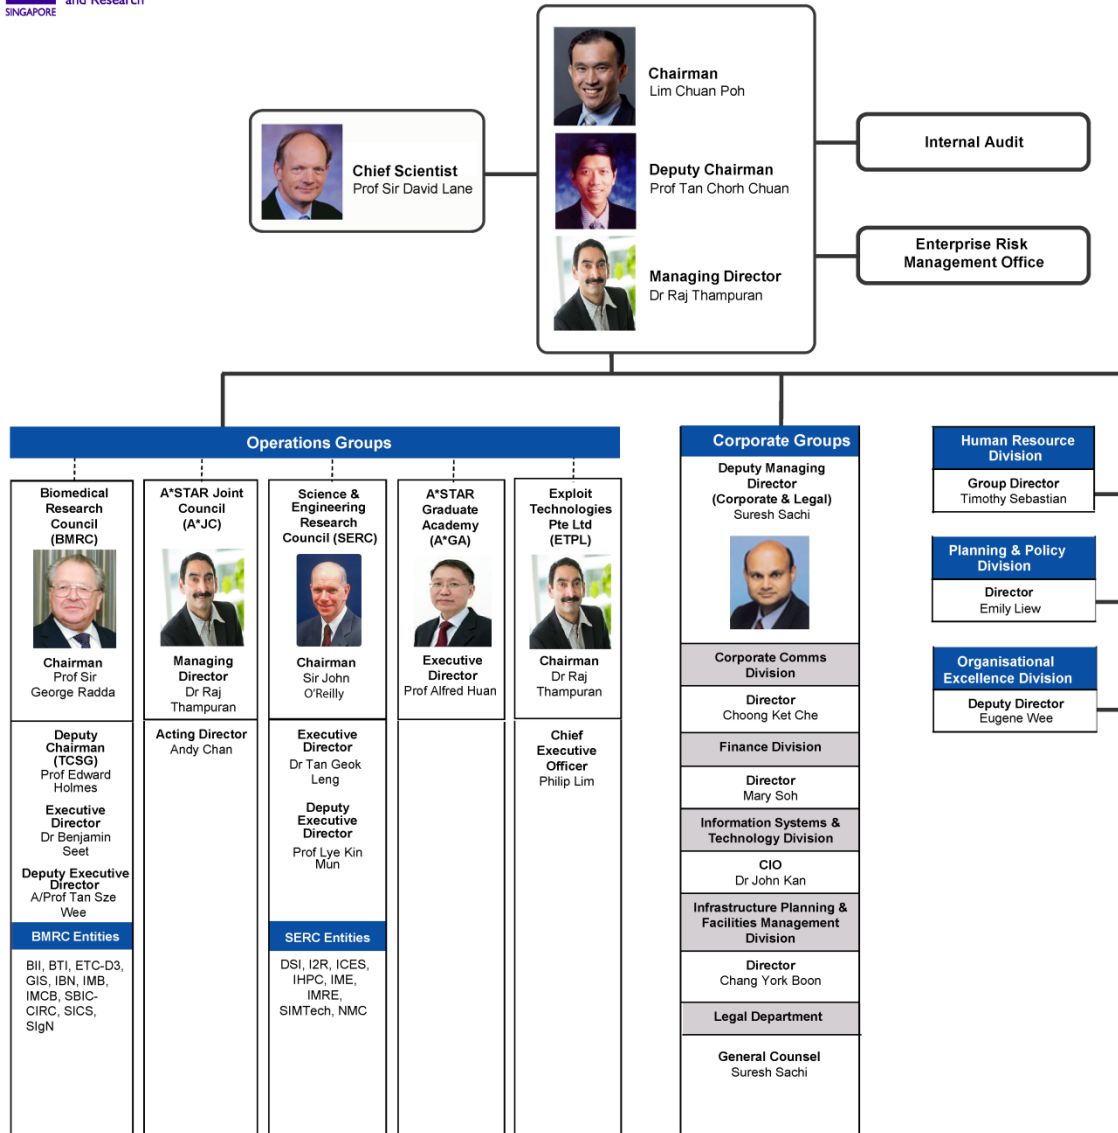 SINGAPORE
and Research
Chairman
Lim Chuan Poh
Deputy Chairman
Prof Tan Chorh Chuan
Managing Director
Dr Raj Thampuran
Chief Scientist
Prof Sir David Lane
Internal Audit
Enterprise Risk
Management Office
Operations Groups
Biomedical
Research
Council
(BMRC)
Chairman
Prof Sir
George Radda
Deputy
Chairman
(TCSG)
Prof Edward
Holmes
Executive
Director
Dr Benjamin
Seet
Deputy Executive
Director
A/Prof Tan Sze
Wee
BMRC Entities
BII, BTI, ETC-D3,
GIS, IBN, IMB,
IMCB, SBIC-
CIRC, SICS,
SIgN
A*STAR Joint
Council
(A*JC)
Managing
Director
Dr Raj
Thampuran
Acting Director
Andy Chan
Science &
Engineering
Research
Council (SERC)
Chairman
Sir John
O'Reilly
Executive
Director
Dr Tan Geok
Leng
Deputy
Executive
Director
Prof Lye Kin
Mun
SERC Entities
DSI, I2R, ICES,
IHPC, IME,
IMRE,
SIMTech, NMC
A*STAR
Graduate
Academy
(A*GA)
Executive
Director
Prof Alfred Huan
Exploit
Technologies
Pte Ltd
(ETPL)
Chairman
Dr Raj
Thampuran
Chief
Executive
Officer
Philip Lim
Corporate Groups
Deputy Managing
Director
(Corporate & Legal)
Suresh Sachi
Corporate Comms
Division
Director
Choong Ket Che
Finance Division
Director
Mary Soh
Information Systems &
Technology Division
CIO
Dr John Kan
Infrastructure Planning &
Facilities Management
Division
Director
Chang York Boon
Legal Department
General Counsel
Suresh Sachi
Human Resource
Division
Group Director
Timothy Sebastian
Planning & Policy
Division
Director
Emily Liew
Organisational
Excellence Division
Deputy Director
Eugene Wee